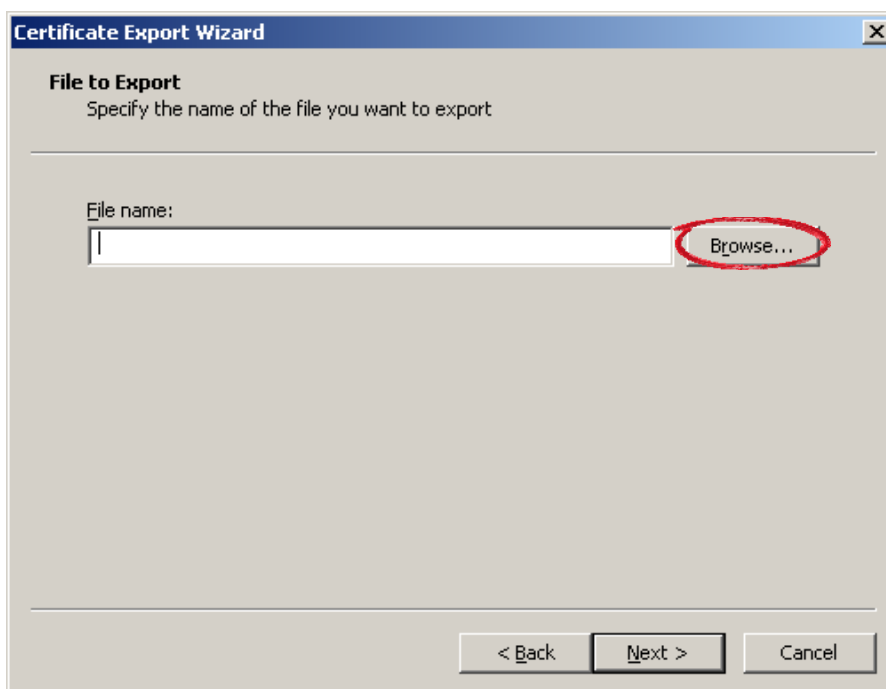 Certificate Export Wizard
File to Export
Specify the name of the file you want to export
File name:
Browse...
< Back
Next >
Cancel